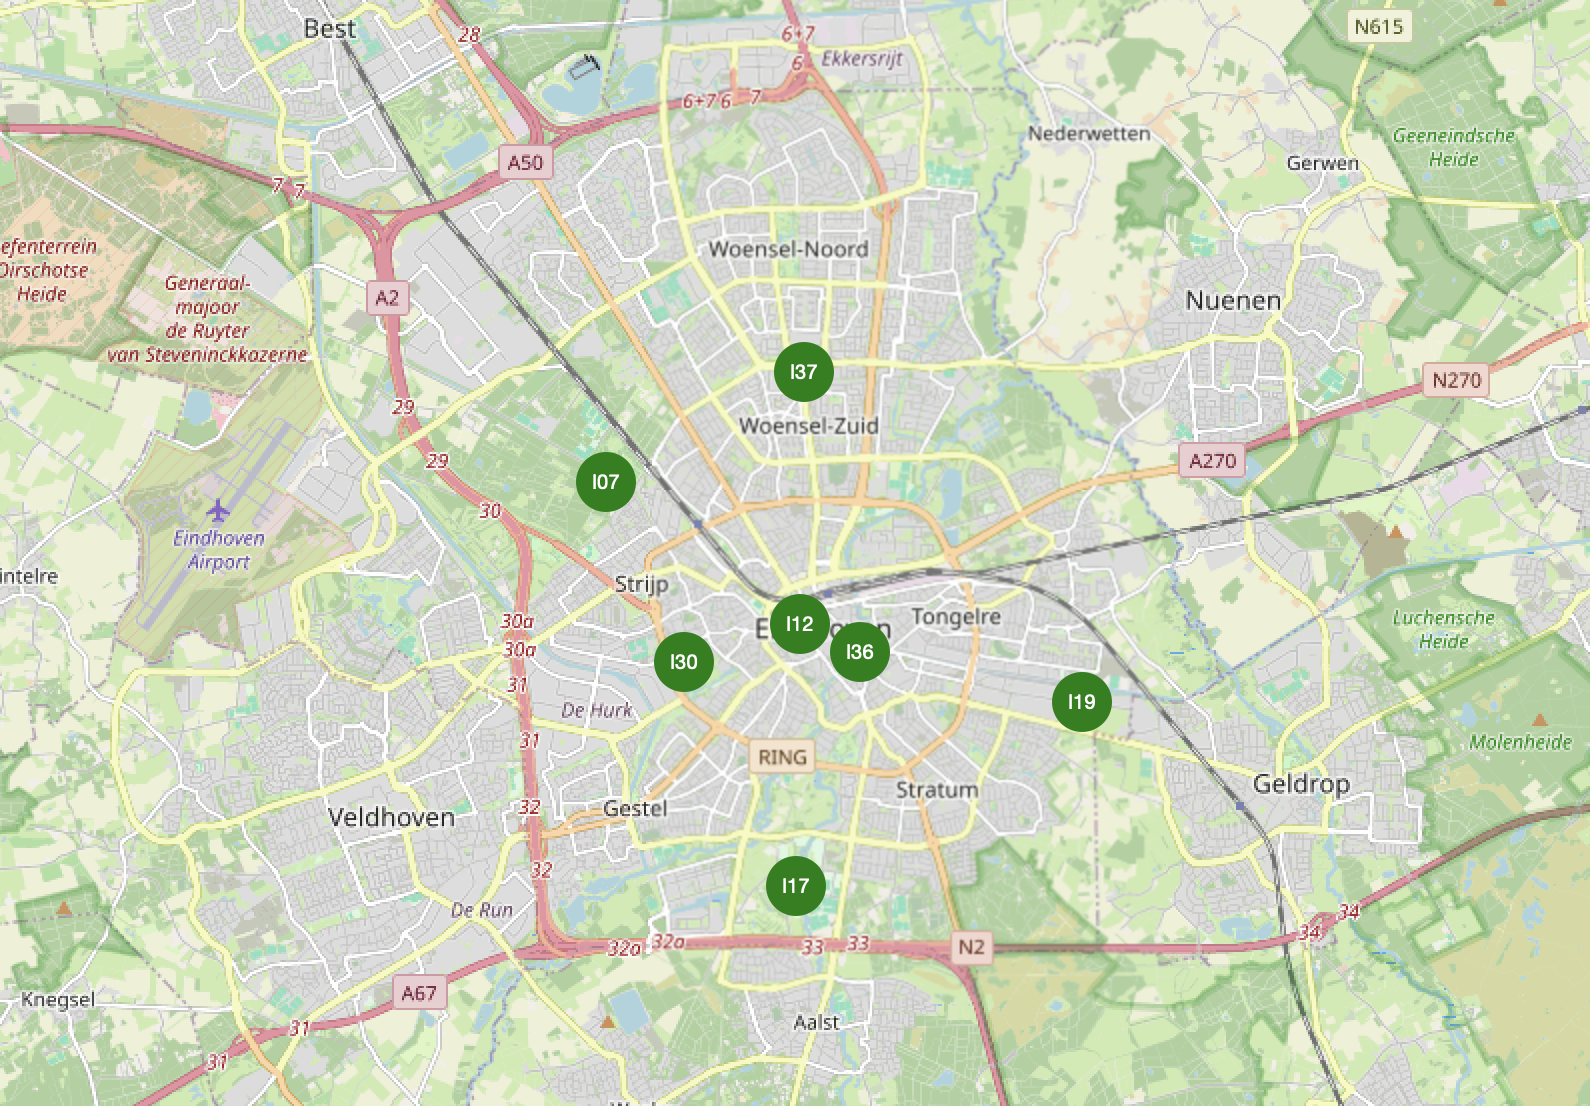 Best
28
6+7
6
Ekkersrijt
N615
6+7 6
7
Nederwetten
Geeneindsche
Heide
Gerwen
A50
7
7
Woensel-Noord
Oirschotse
Heide
Generaal-
majoor
de Ruyter
van Steveninckkazerne
A2
Nuenen
I37
N270
29
Woensel-Zuid
29
A270
I07
30
Eindhoven
Airport
Strijp
30a
I12
Tongelre
Luchensche
Heide
30a
I30
I36
31
De Hurk
I19
31
Molenheide
RING
Geldrop
Stratum
32
Gestel
Veldhoven
32
I17
De Run
34
34
32a
32a
33
33
N2
A67
Knegsel
31
Aalst
31